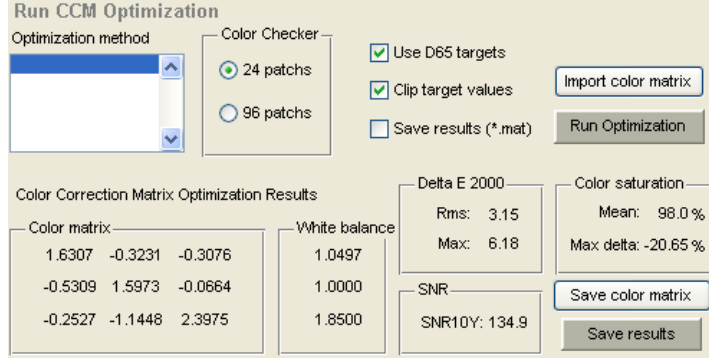 Run CCM Optimization
Optimization method
Color Checker
24 patchs
96 patchs
Use D65 targets
Clip target values
Save results (*.mat)
Import color matrix
Run Optimization
Color Correction Matrix Optimization Results
Color matrix
1.6307 -0.3231 -0.3076
-0.5309 1.5973 -0.0664
-0.2527 -1.1448 2.3975
White balance
1.0497
1.0000
1.8500
Delta E 2000
Rms: 3.15
Max: 6.18
SNR
SNR10Y: 134.9
Color saturation
Mean: 98.0 %
Max delta: -20.65 %
Save color matrix
Save results